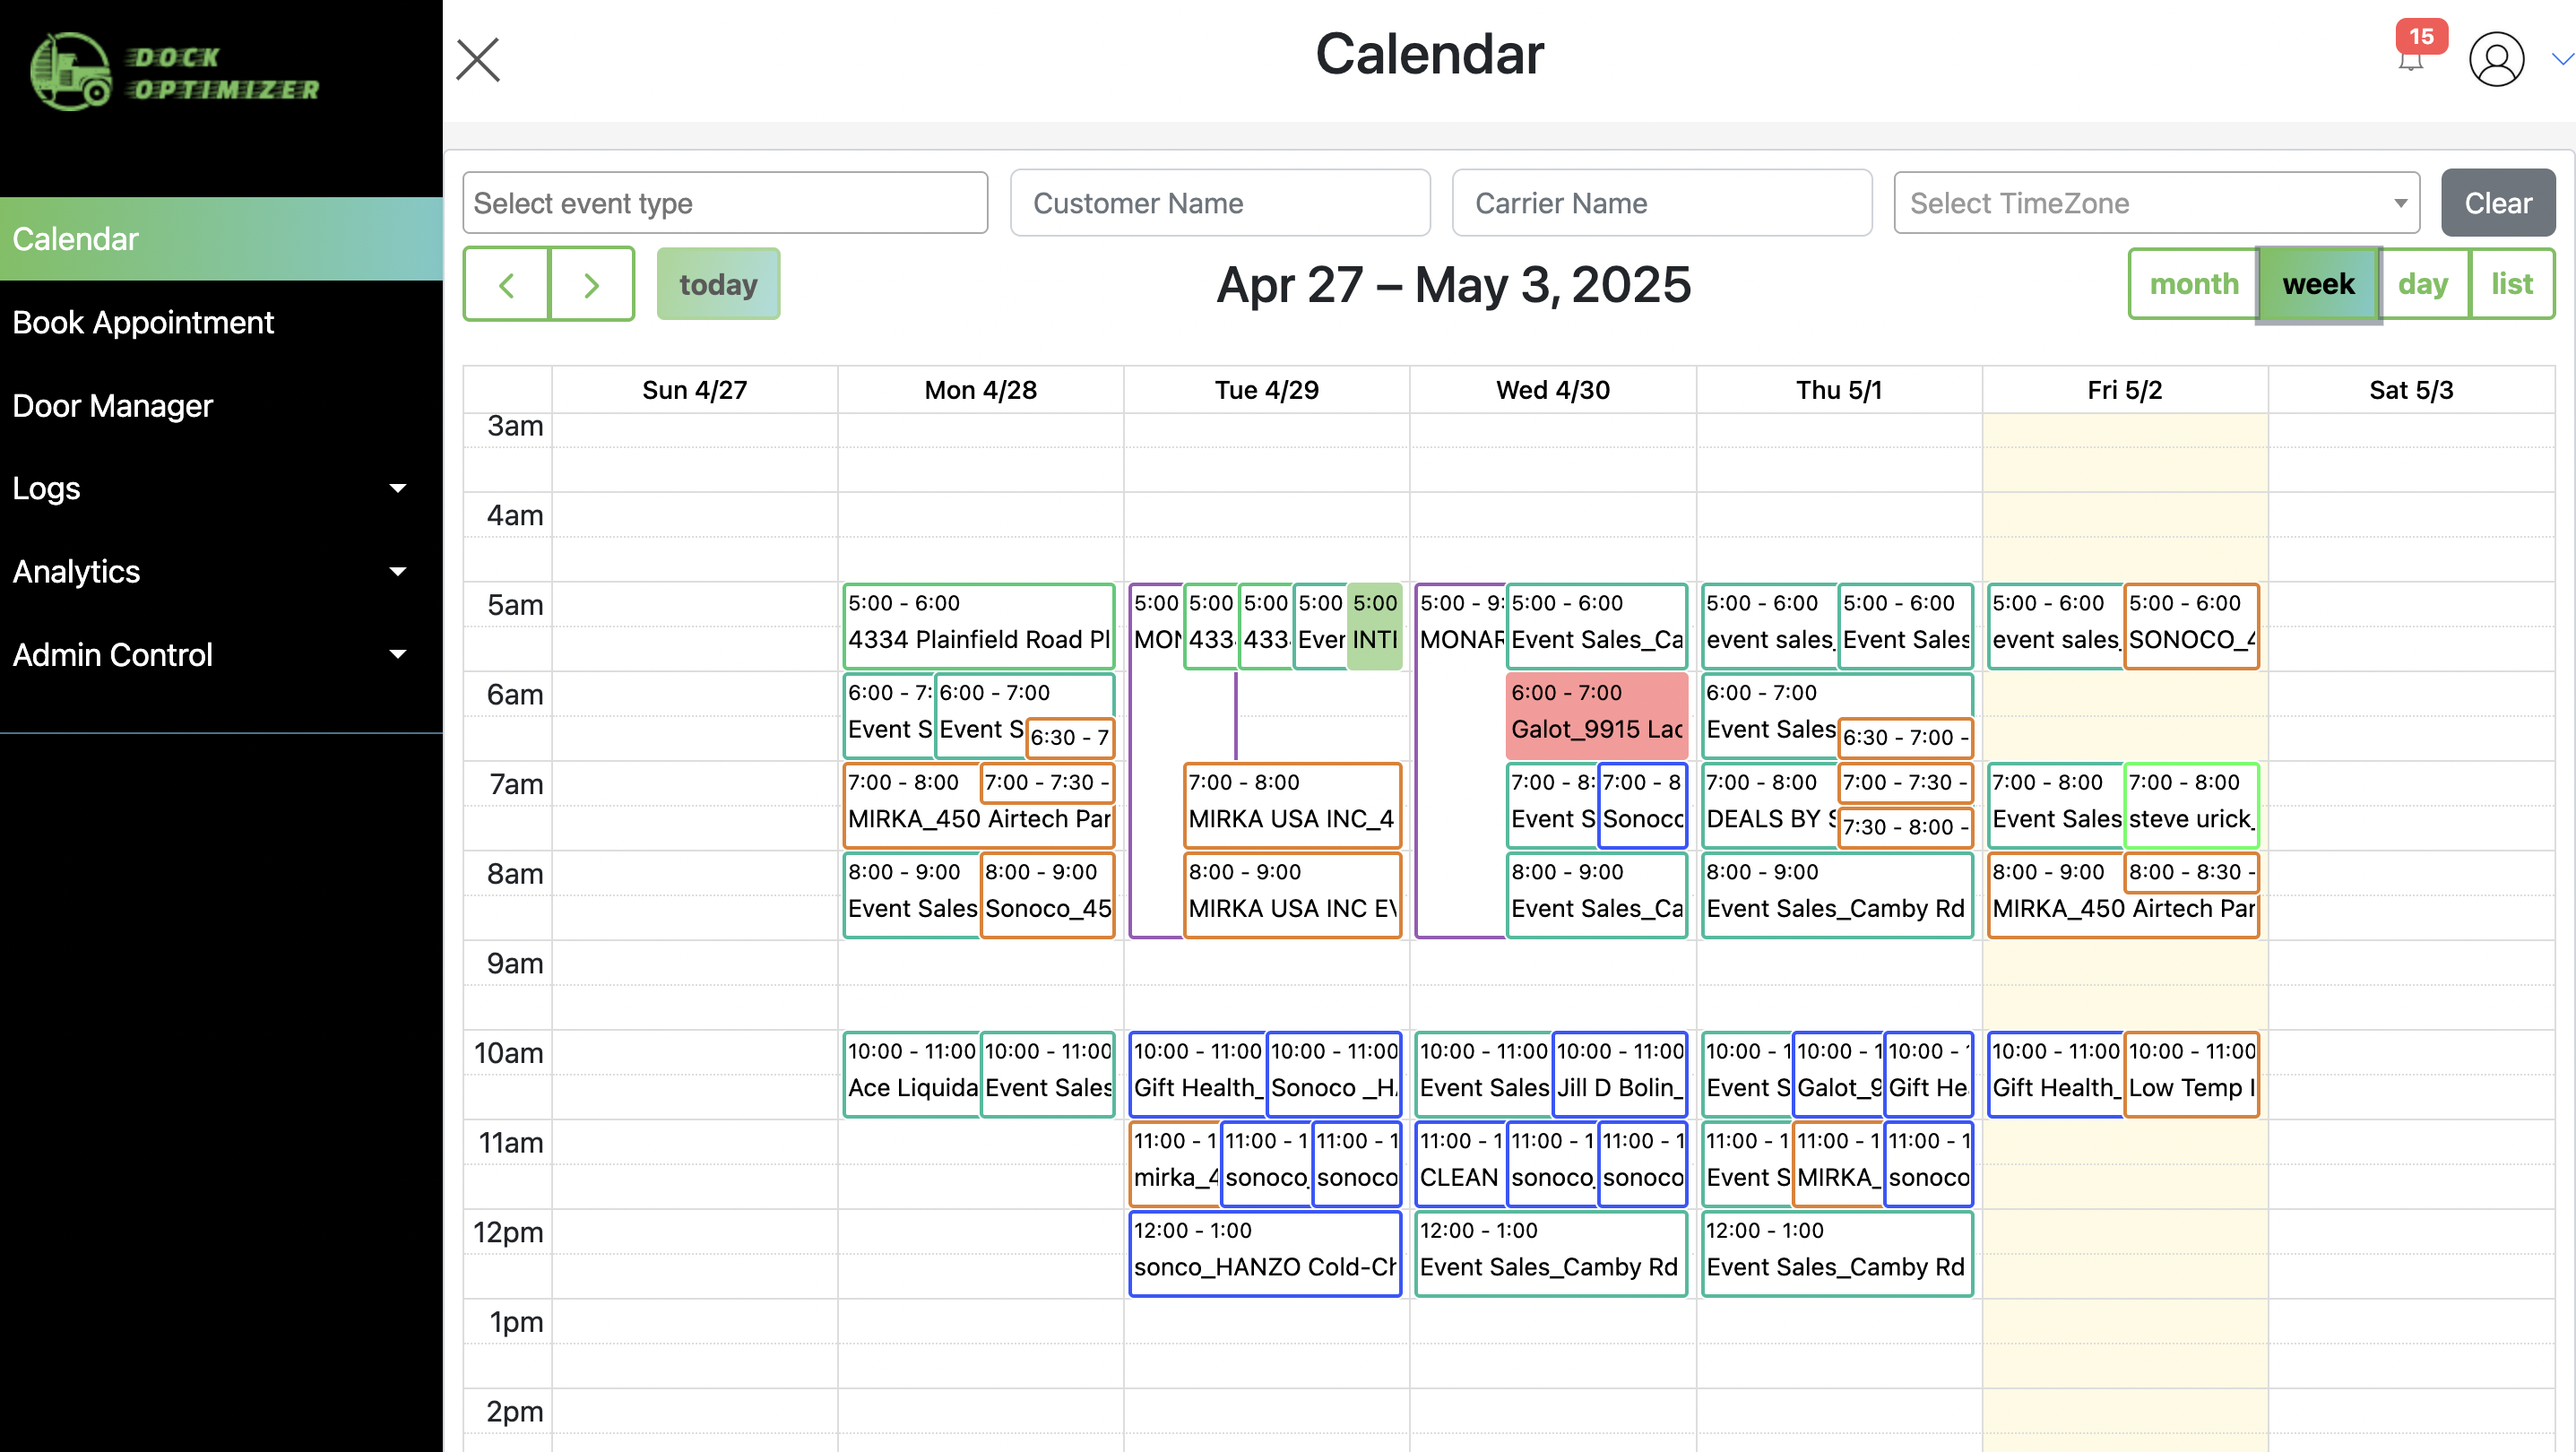 DOCK
OPTIMIZER
Calendar
15
Calendar
Book Appointment
Door Manager
Logs
Analytics
Admin Control
Select event type
Customer Name
Carrier Name
Select TimeZone
Clear
today
Apr 27 – May 3, 2025
month
week
day
list
Sun 4/27
Mon 4/28
Tue 4/29
Wed 4/30
Thu 5/1
Fri 5/2
Sat 5/3
3am
4am
5am
5:00 - 6:00
4334 Plainfield Road Pl
5:00
MON
5:00
433
5:00
433
5:00
Ever
5:00
INTI
5:00 - 9:
MONAR
5:00 - 6:00
Event Sales_Ca
5:00 - 6:00
event sales_
5:00 - 6:00
Event Sales
5:00 - 6:00
event sales_
5:00 - 6:00
SONOCO_4
6am
6:00 - 7:
Event S
6:00 - 7:00
Event S
6:30 - 7
6:00 - 7:00
Galot_9915 Lac
6:00 - 7:00
Event Sales
6:30 - 7:00 -
7am
7:00 - 8:00
MIRKA_450 Airtech Par
7:00 - 7:30 -
7:00 - 8:00
MIRKA USA INC_4
7:00 - 8:
Event S
7:00 - 8
Sonoco
7:00 - 8:00
DEALS BY S
7:00 - 7:30 -
7:30 - 8:00 -
7:00 - 8:00
Event Sales
7:00 - 8:00
steve urick_
8am
8:00 - 9:00
Event Sales
8:00 - 9:00
Sonoco_45
8:00 - 9:00
MIRKA USA INC EV
8:00 - 9:00
Event Sales_Ca
8:00 - 9:00
Event Sales_Camby Rd
8:00 - 9:00
MIRKA_450 Airtech Par
8:00 - 8:30 -
9am
10am
10:00 - 11:00
Ace Liquida
10:00 - 11:00
Event Sales
10:00 - 11:00
Gift Health_
10:00 - 11:00
Sonoco _HA
10:00 - 11:00
Event Sales
10:00 - 11:00
Jill D Bolin_
10:00 - 1
Event S
10:00 - 1
Galot_9
10:00 - 1
Gift He
10:00 - 11:00
Gift Health_
10:00 - 11:00
Low Temp I
11am
11:00 - 1
mirka_4
11:00 - 1
sonoco_
11:00 - 1
sonoco
11:00 - 1
CLEAN
11:00 - 1
sonoco_
11:00 - 1
sonoco
11:00 - 1
Event S
11:00 - 1
MIRKA_
11:00 - 1
sonoco
12pm
12:00 - 1:00
sonco_HANZO Cold-Ch
12:00 - 1:00
Event Sales_Camby Rd
12:00 - 1:00
Event Sales_Camby Rd
1pm
2pm